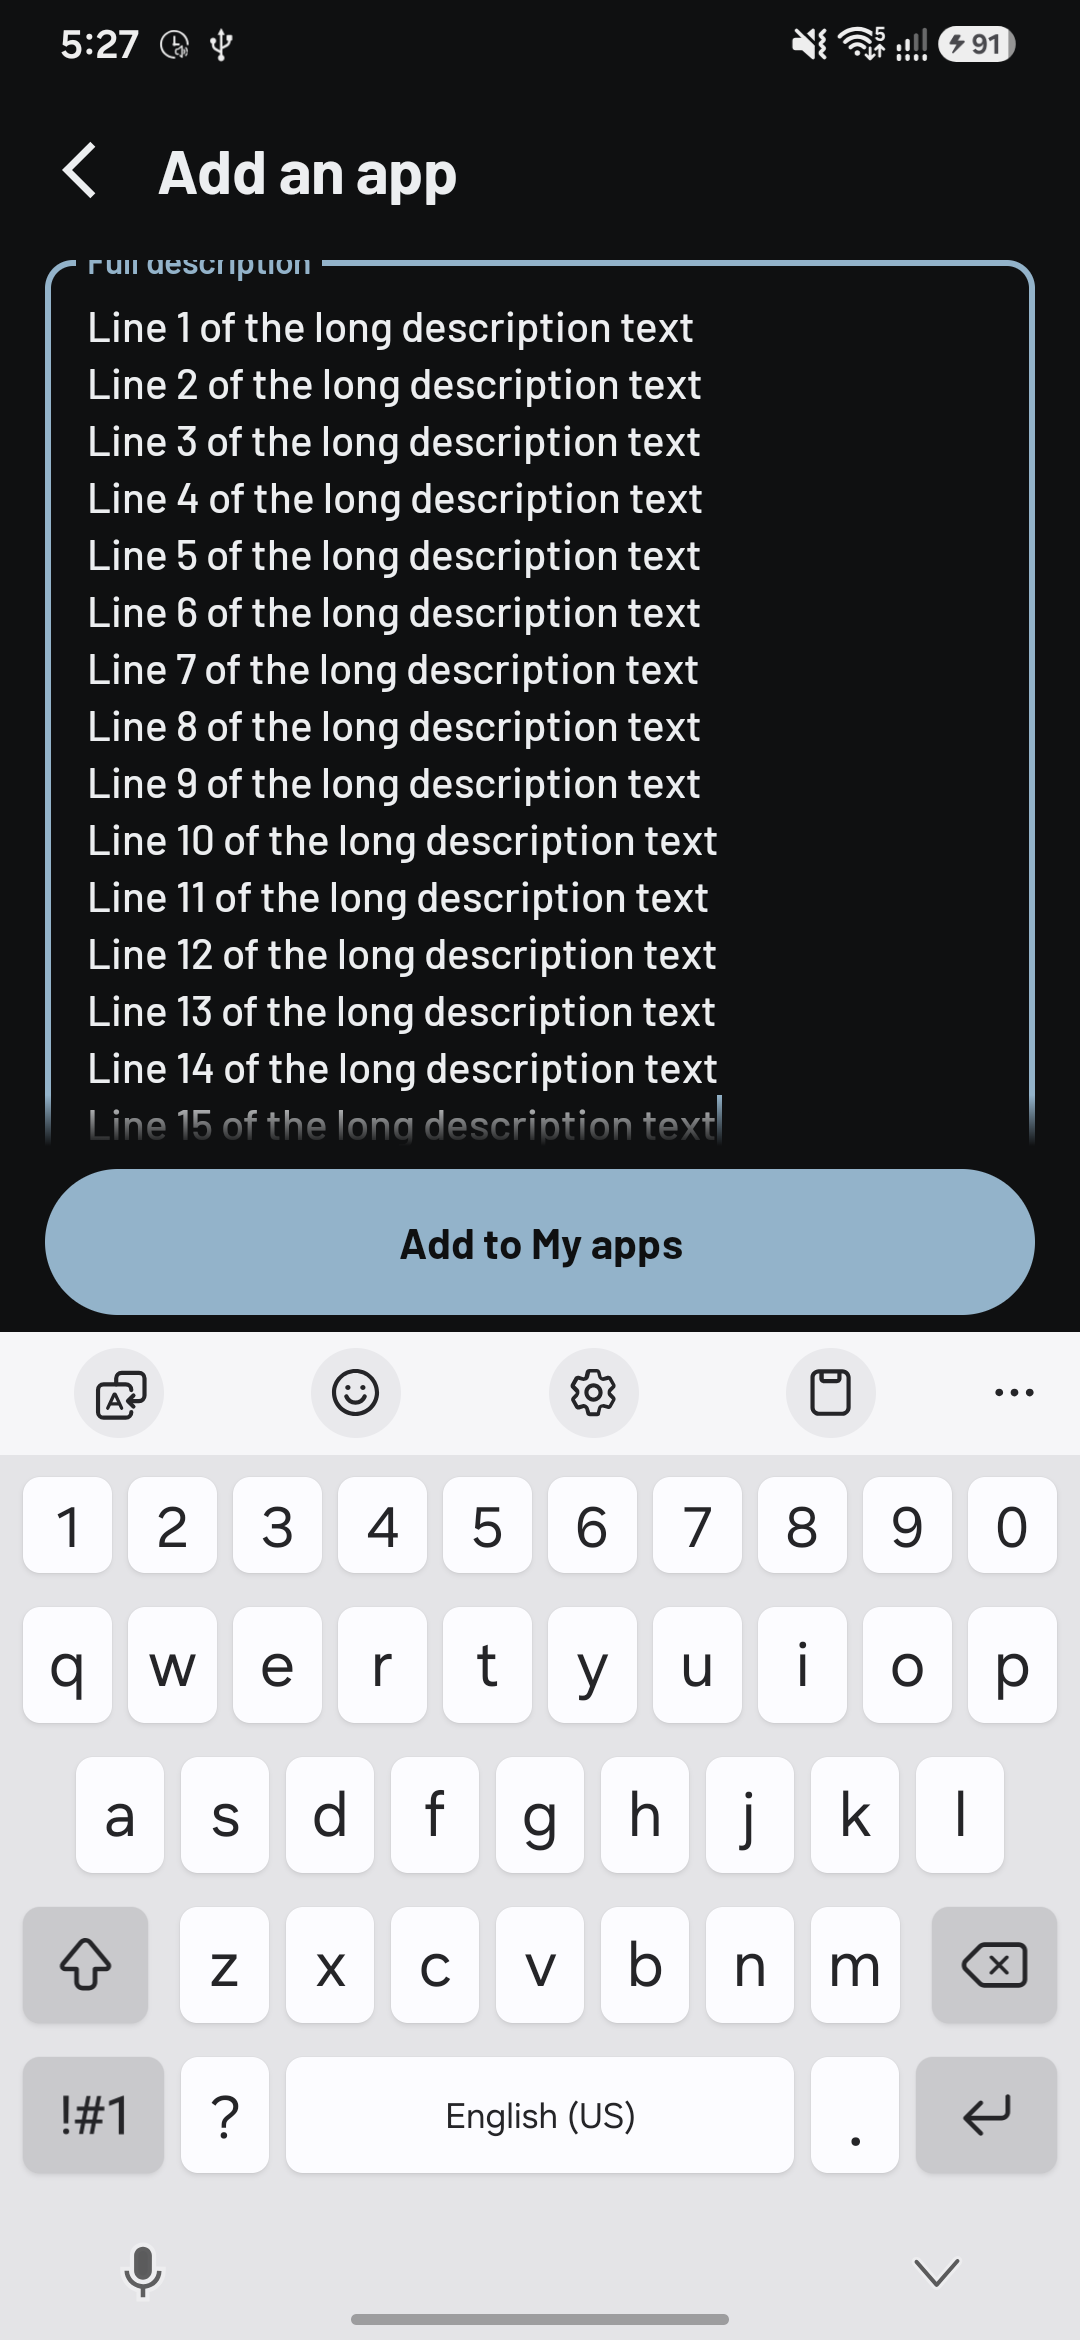 5:27
5
91
Add an app
Full description
Line 1 of the long description text
Line 2 of the long description text
Line 3 of the long description text
Line 4 of the long description text
Line 5 of the long description text
Line 6 of the long description text
Line 7 of the long description text
Line 8 of the long description text
Line 9 of the long description text
Line 10 of the long description text
Line 11 of the long description text
Line 12 of the long description text
Line 13 of the long description text
Line 14 of the long description text
Line 15 of the long description text
Add to My apps
A
1 2 3 4 5 6 7 8 9 0
q w e r t y u i o p
a s d f g h j k l
z x c v b n m
!#1 ? English (US) .